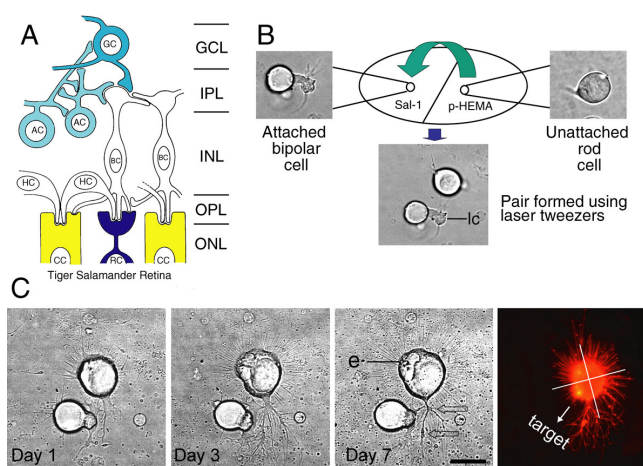 A
GC
GCL
IPL
AC
AC
INL
BC
BC
HC
HC
OPL
ONL
CC
RC
CC
Tiger Salamander Retina
B
Sal-1
p-HEMA
Attached
bipolar
cell
Unattached
rod
cell
lc
Pair formed using
laser tweezers
C
Day 1
Day 3
e
Day 7
target